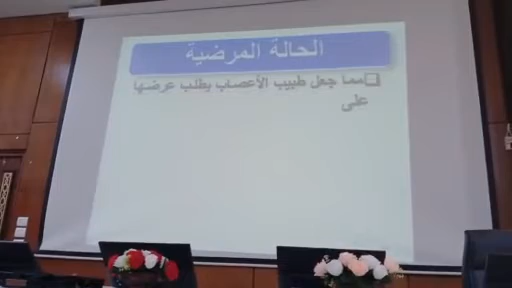 الحالة المرضية
❑مما جعل طبيب الأعصاب يطلب عرضها
على